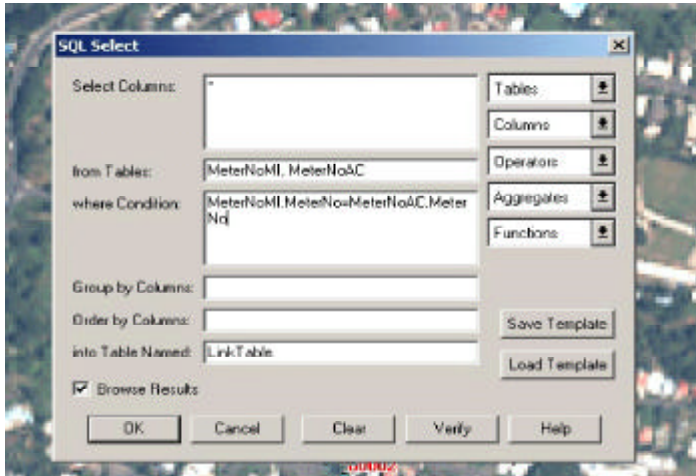 SQL Select
Select Columns: *
Tables
Columns
from Tables: MeterNoMI, MeterNoAC
Operators
where Condition: MeterNoMI.MeterNo=MeterNoAC.Meter
No
Aggregates
Functions
Group by Columns:
Order by Columns:
Save Template
into Table Named: LinkTable
Load Template
Browse Results
OK Cancel Clear Verify Help
00002